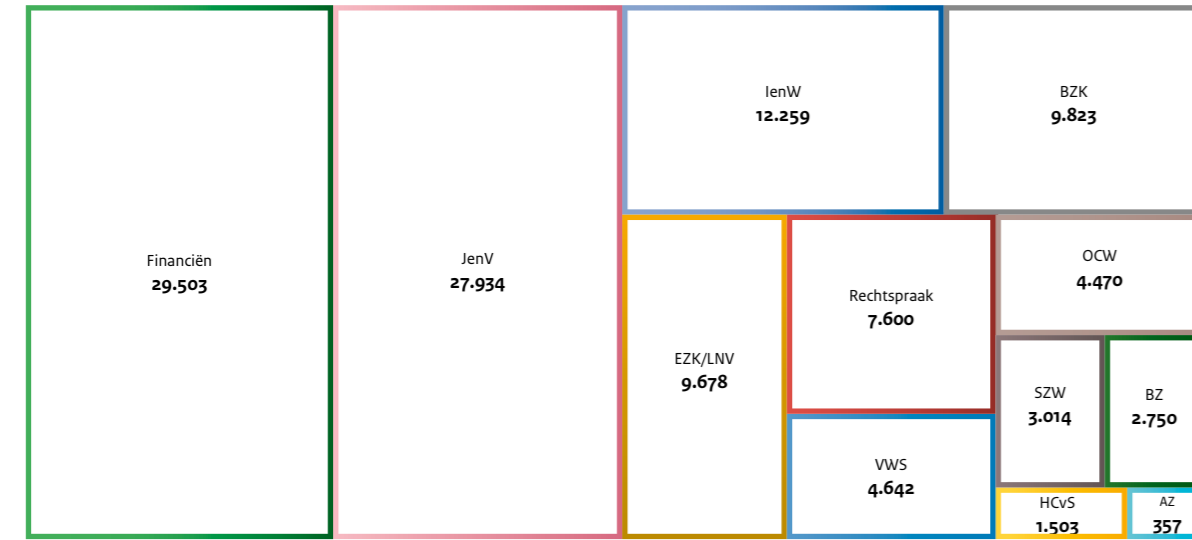 Financiën
29.503
JenV
27.934
IenW
12.259
BZK
9.823
EZK/LNV
9.678
Rechtspraak
7.600
VWS
4.642
OCW
4.470
SZW
3.014
BZ
2.750
HCvS
1.503
AZ
357